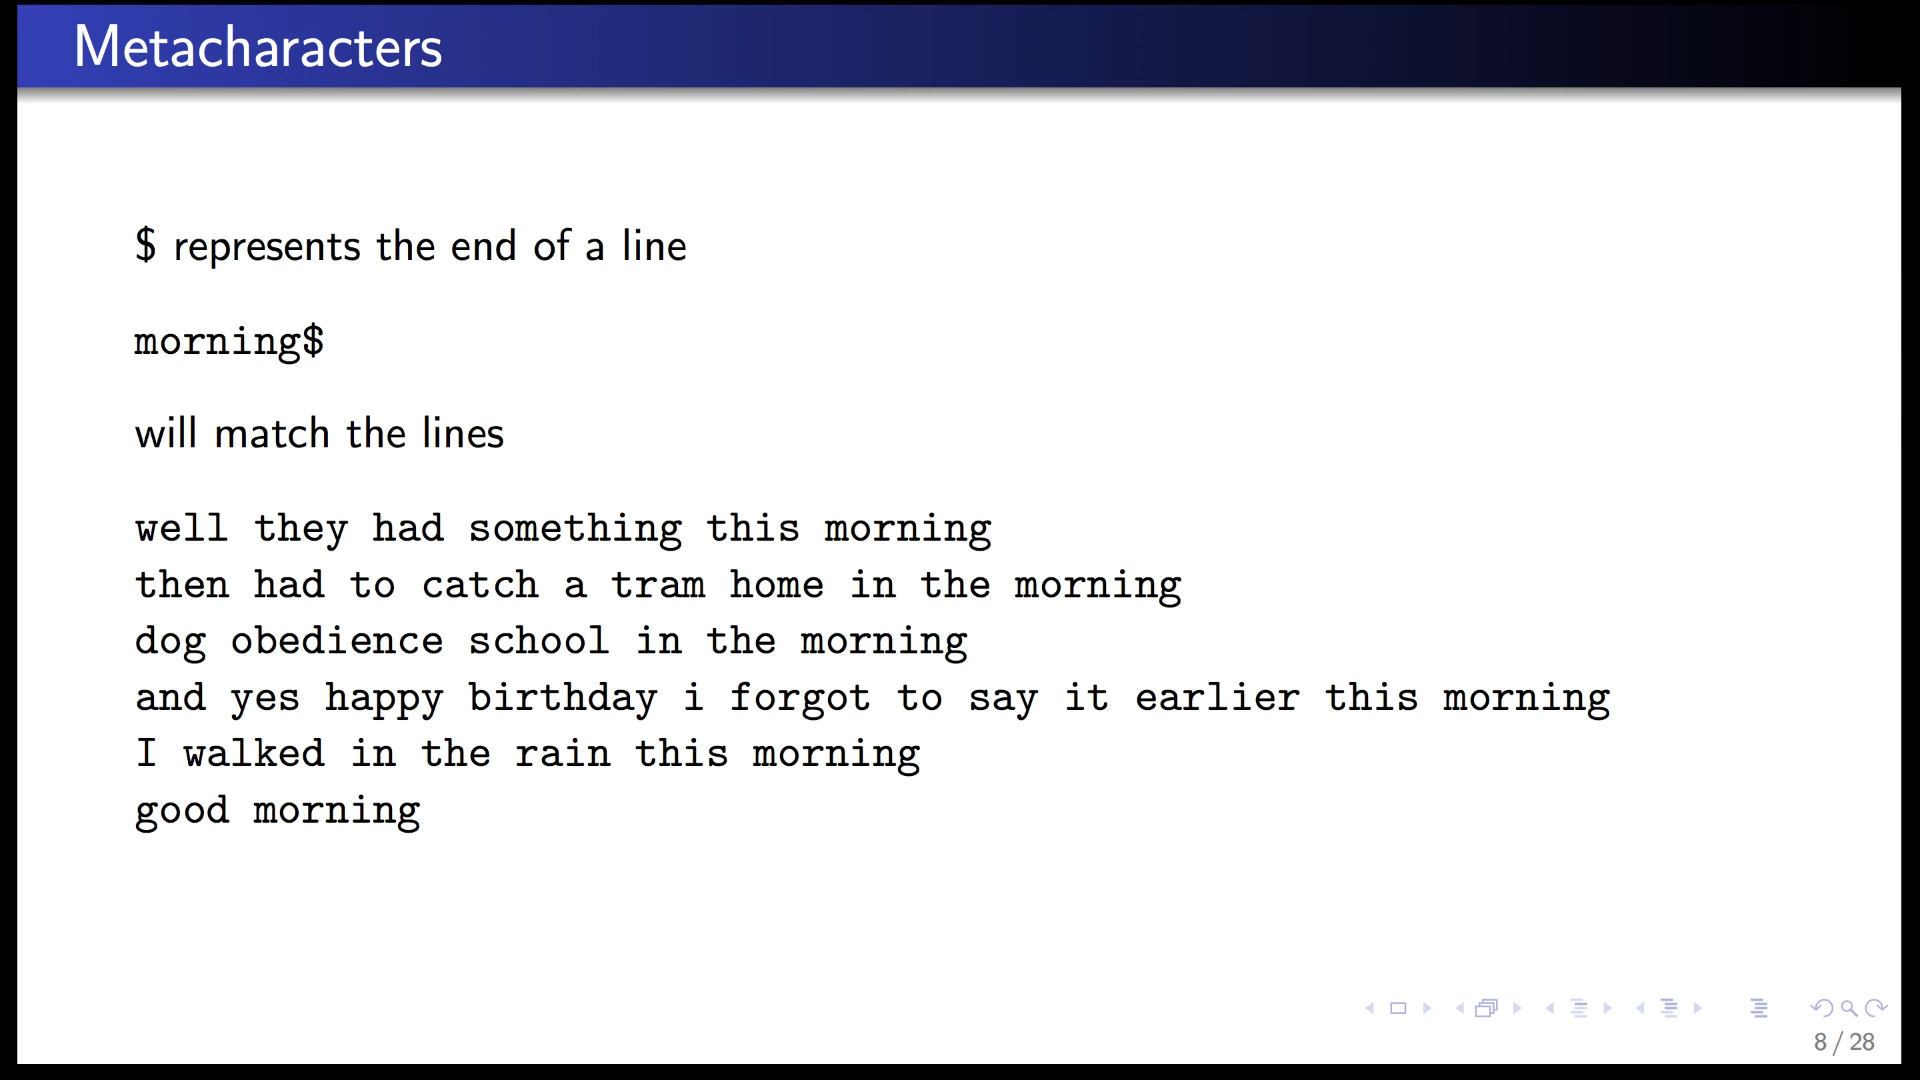 Metacharacters
$ represents the end of a line
morning$
will match the lines
well they had something this morning
then had to catch a tram home in the morning
dog obedience school in the morning
and yes happy birthday i forgot to say it earlier this morning
I walked in the rain this morning
good morning
8 / 28